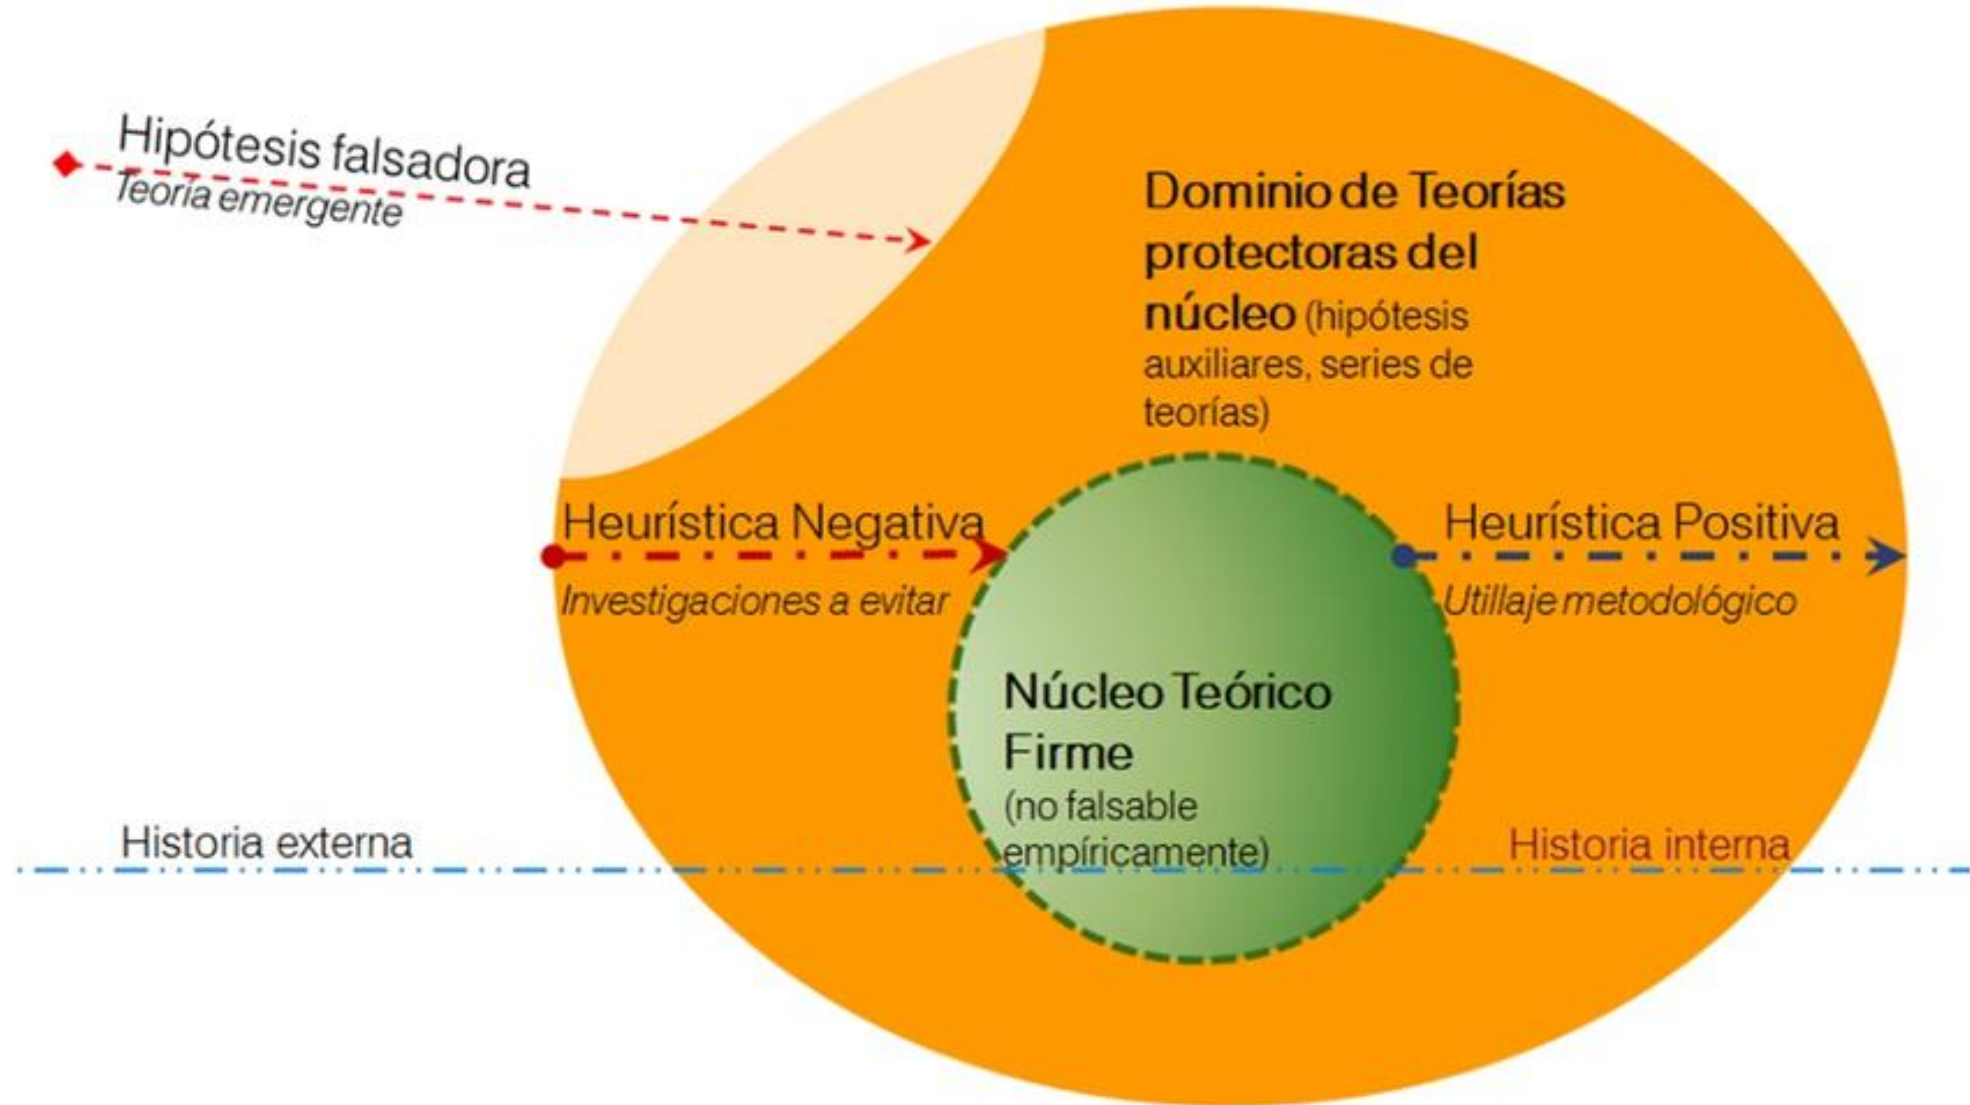 Hipótesis falsadora
Teoría emergente
Dominio de Teorías
protectoras del
núcleo (hipótesis
auxiliares, series de
teorías)
Heurística Negativa
Investigaciones a evitar
Heurística Positiva
Utillaje metodológico
Núcleo Teórico
Firme
(no falsable
empíricamente)
Historia externa
Historia interna